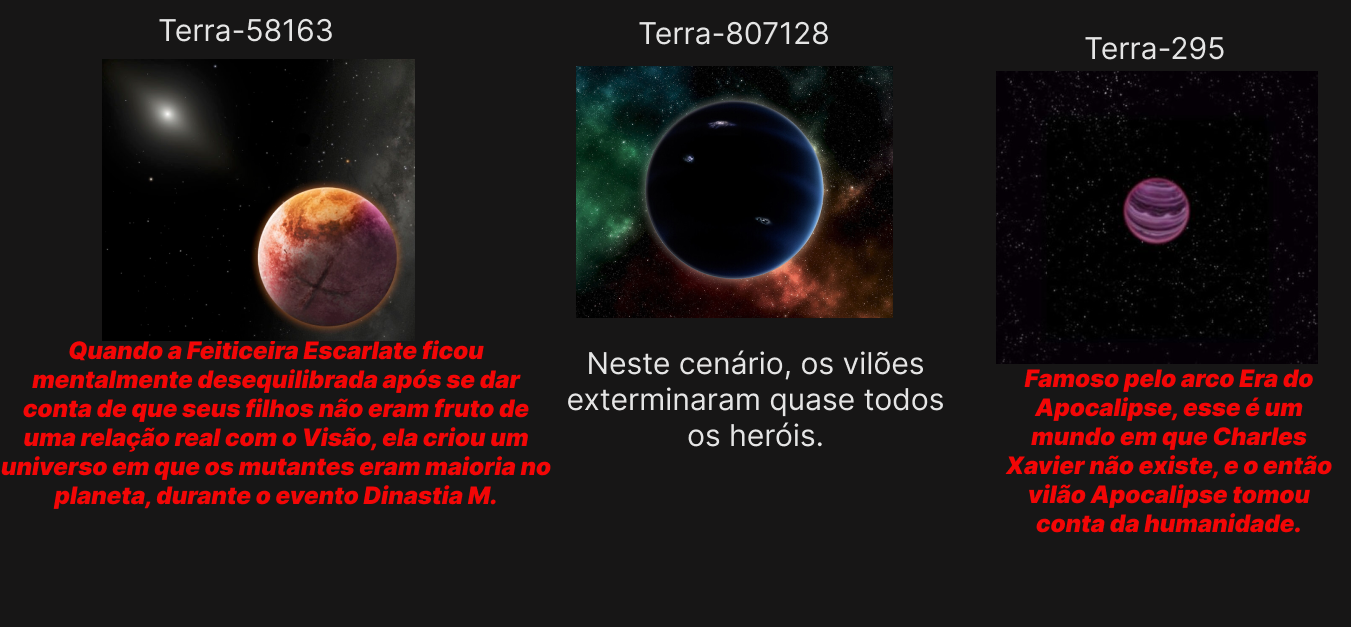 Terra-58163
Quando a Feiticeira Escarlate ficou
mentalmente desequilibrada após se dar
conta de que seus filhos não eram fruto de
uma relação real com o Visão, ela criou um
universo em que os mutantes eram maioria no
planeta, durante o evento Dinastia M.
Terra-807128
Neste cenário, os vilões
exterminaram quase todos
os heróis.
Terra-295
Famoso pelo arco Era do
Apocalipse, esse é um
mundo em que Charles
Xavier não existe, e o então
vilão Apocalipse tomou
conta da humanidade.